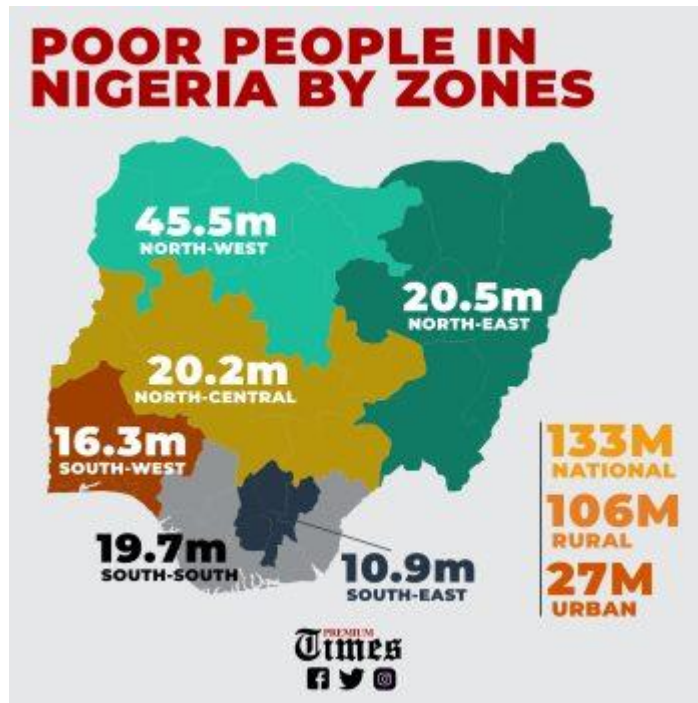 POOR PEOPLE IN
NIGERIA BY ZONES
45.5m
NORTH-WEST
20.5m
NORTH-EAST
20.2m
NORTH-CENTRAL
16.3m
SOUTH-WEST
19.7m
SOUTH-SOUTH
10.9m
SOUTH-EAST
133M
NATIONAL
106M
RURAL
27M
URBAN
PREMIUM
Times